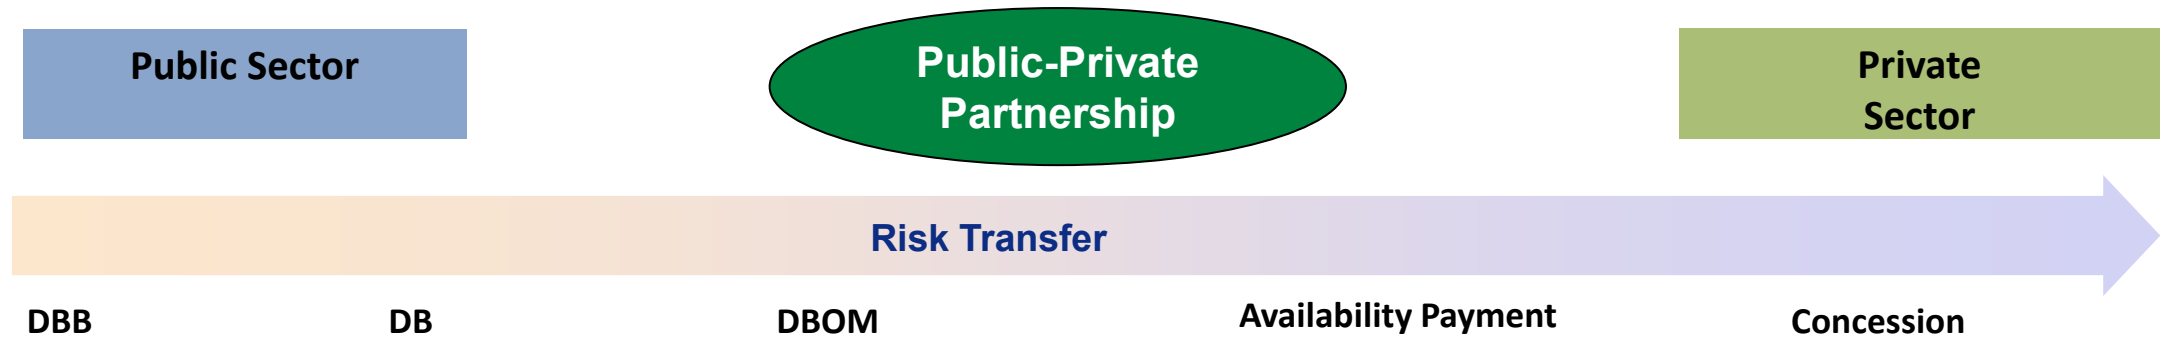 Public Sector
Public-Private
Partnership
Private
Sector
Risk Transfer
DBB
DB
DBOM
Availability Payment
Concession